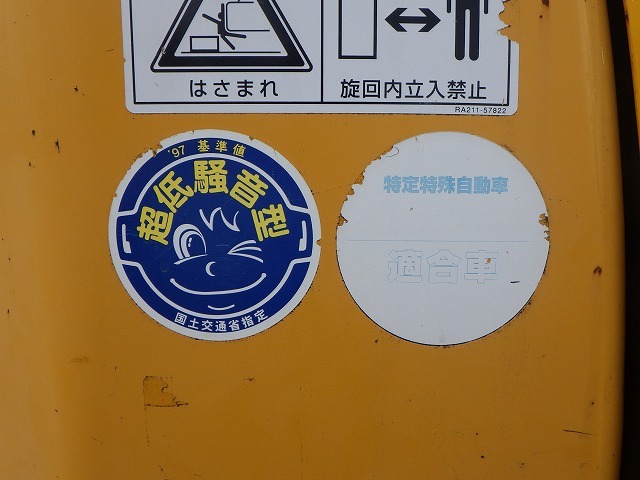 はさまれ
旋回内立入禁止
RA211-57822
'97 基準値
超低騒音型
国土交通省指定
特定特殊自動車
適合車